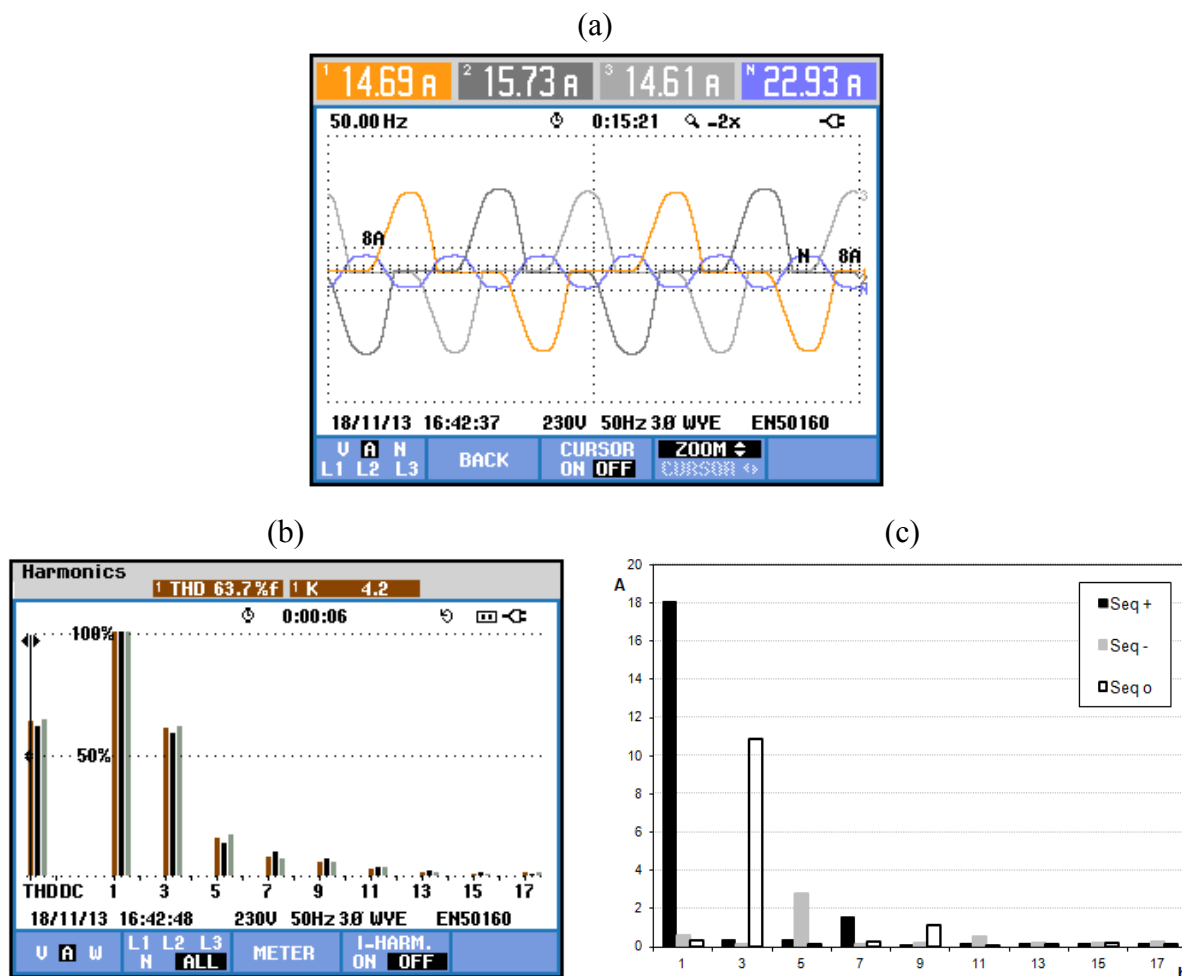 (a)
1 14.69 A 2 15.73 A 3 14.61 A N 22.93 A
50.00 Hz 0:15:21 -2x
3
8A N 8A
N
18/11/13 16:42:37 230V 50Hz 3Ø WYE EN50160
V A N
L1 L2 L3
BACK
CURSOR
ON OFF
ZOOM
CURSOR
(b)
Harmonics
1 THD 63.7%f 1 K 4.2
0:00:06
100%
50%
THD DC 1 3 5 7 9 11 13 15 17
18/11/13 16:42:48 230V 50Hz 3Ø WYE EN50160
V A W
L1 L2 L3
N ALL
METER
I-HARM.
ON OFF
(c)
A
20
18
16
14
12
10
8
6
4
2
0
Seq +
Seq -
Seq o
1 3 5 7 9 11 13 15 17